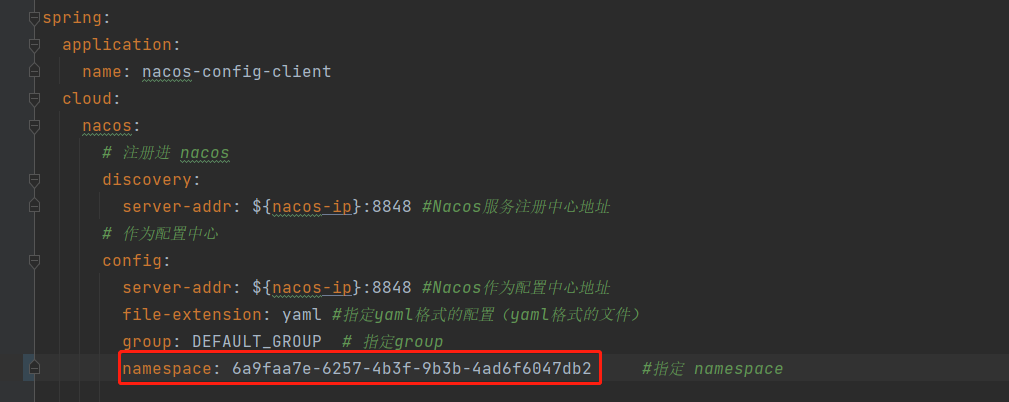 spring:
application:
name: nacos-config-client
cloud:
nacos:
# 注册进 nacos
discovery:
server-addr: ${nacos-ip}:8848 #Nacos服务注册中心地址
# 作为配置中心
config:
server-addr: ${nacos-ip}:8848 #Nacos作为配置中心地址
file-extension: yaml #指定yaml格式的配置（yaml格式的文件）
group: DEFAULT_GROUP # 指定group
namespace: 6a9faa7e-6257-4b3f-9b3b-4ad6f6047db2 #指定 namespace